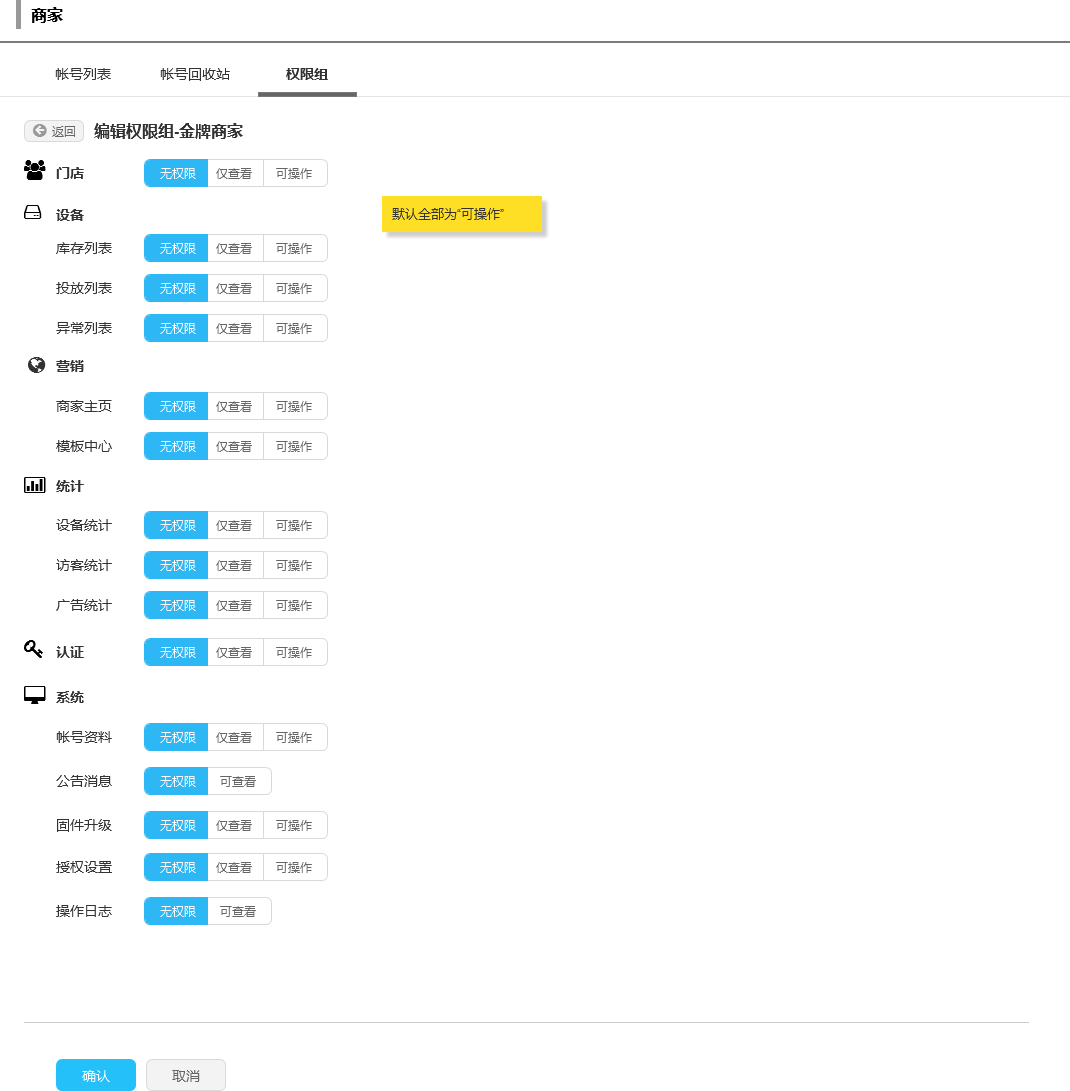 商家
帐号列表 帐号回收站 权限组
返回 编辑权限组-金牌商家
门店 无权限 仅查看 可操作
设备
默认全部为“可操作”
库存列表 无权限 仅查看 可操作
投放列表 无权限 仅查看 可操作
异常列表 无权限 仅查看 可操作
营销
商家主页 无权限 仅查看 可操作
模板中心 无权限 仅查看 可操作
统计
设备统计 无权限 仅查看 可操作
访客统计 无权限 仅查看 可操作
广告统计 无权限 仅查看 可操作
认证 无权限 仅查看 可操作
系统
帐号资料 无权限 仅查看 可操作
公告消息 无权限 可查看
固件升级 无权限 仅查看 可操作
授权设置 无权限 仅查看 可操作
操作日志 无权限 可查看
确认 取消